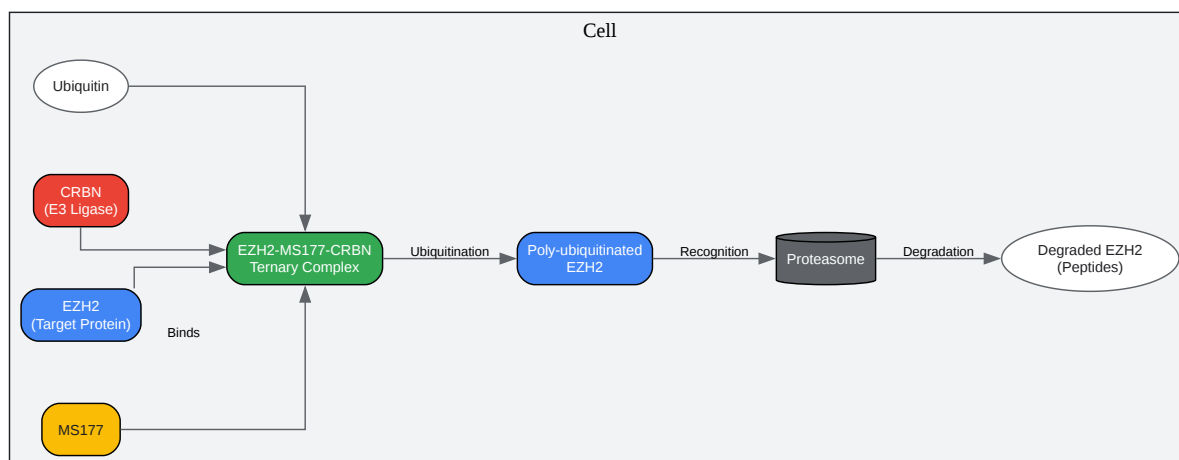 Cell
Ubiquitin
CRBN
(E3 Ligase)
EZH2
(Target Protein)
Binds
MS177
EZH2-MS177-CRBN
Ternary Complex
Ubiquitination
Poly-ubiquitinated
EZH2
Recognition
Proteasome
Degradation
Degraded EZH2
(Peptides)